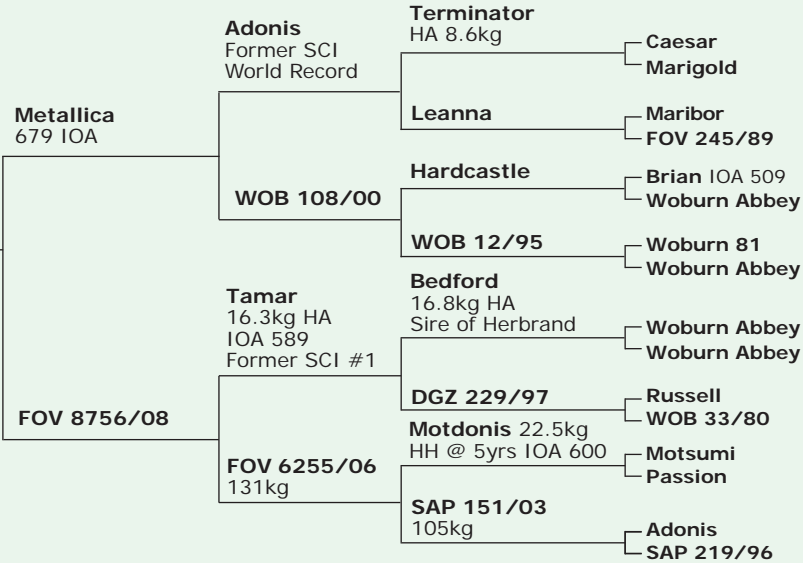 Metallica
679 IOA
FOV 8756/08
Adonis
Former SCI
World Record
WOB 108/00
Tamar
16.3kg HA
IOA 589
Former SCI #1
FOV 6255/06
131kg
Terminator
HA 8.6kg
Leanna
Hardcastle
WOB 12/95
Bedford
16.8kg HA
Sire of Herbrand
DGZ 229/97
Motdonis 22.5kg
HH @ 5yrs IOA 600
SAP 151/03
105kg
Caesar
Marigold
Maribor
FOV 245/89
Brian IOA 509
Woburn Abbey
Woburn 81
Woburn Abbey
Woburn Abbey
Woburn Abbey
Russell
WOB 33/80
Motsumi
Passion
Adonis
SAP 219/96